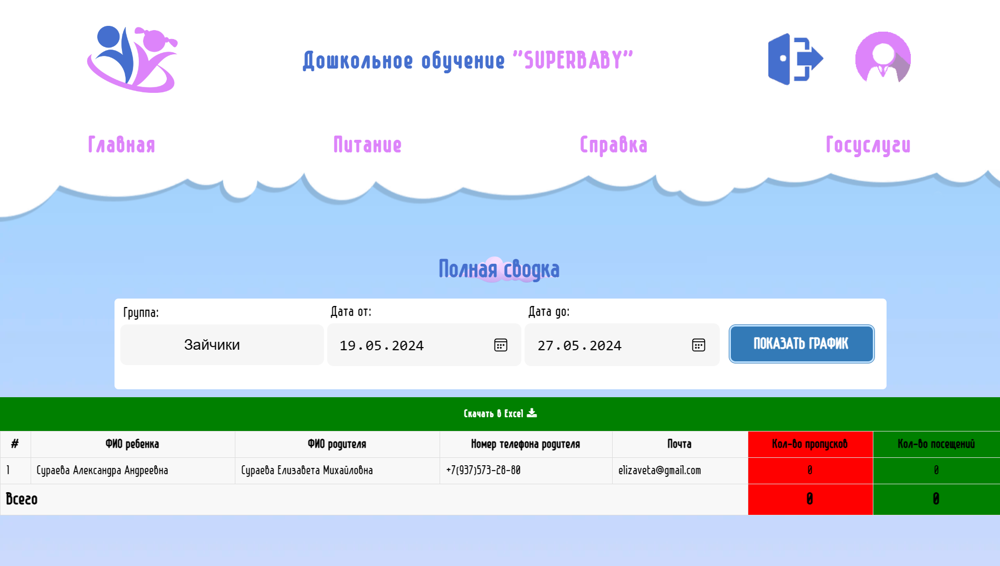 Дошкольное обучение "SUPERBABY"
Главная Питание Справка Госуслуги
Полная сводка
Группа: Дата от: Дата до:
Зайчики 19.05.2024 27.05.2024 ПОКАЗАТЬ ГРАФИК
Скачать в Excel
# ФИО ребенка ФИО родителя Номер телефона родителя Почта Кол-во пропусков Кол-во посещений
1 Сураева Александра Андреевна Сураева Елизавета Михайловна +7(937)573-28-80 elizaveta@gmail.com 0 0
Всего 0 0